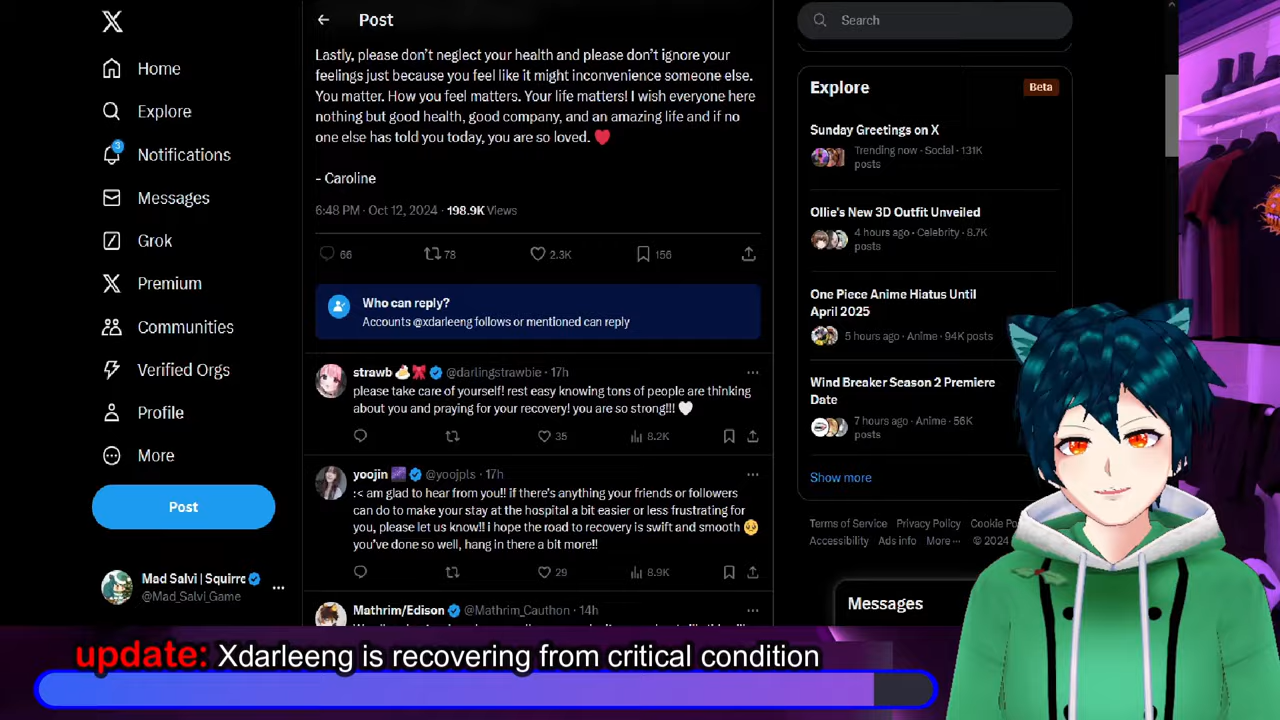 Post
Lastly, please don't neglect your health and please don't ignore your
feelings just because you feel like it might inconvenience someone else.
You matter. How you feel matters. Your life matters! I wish everyone here
nothing but good health, good company, and an amazing life and if no
one else has told you today, you are so loved. ❤️
- Caroline
6:48 PM · Oct 12, 2024 · 198.9K Views
66 78 2.3K 156
Who can reply?
Accounts @xdarleeng follows or mentioned can reply
strawb 🍰🎀 @darlingstrawbie · 17h
please take care of yourself! rest easy knowing tons of people are thinking
about you and praying for your recovery! you are so strong!!! 🤍
35 8.2K
yoojin @yoojpls · 17h
:< am glad to hear from you!! if there's anything your friends or followers
can do to make your stay at the hospital a bit easier or less frustrating for
you, please let us know!! i hope the road to recovery is swift and smooth 🥺
you've done so well, hang in there a bit more!!
29 8.9K
Mathrim/Edison @Mathrim_Cauthon · 14h
Home
Explore
3
Notifications
Messages
Grok
Premium
Communities
Verified Orgs
Profile
More
Post
Mad Salvi | Squirre
@Mad_Salvi_Game
Search
Explore
Beta
Sunday Greetings on X
Trending now · Social · 131K
posts
Ollie's New 3D Outfit Unveiled
4 hours ago · Celebrity · 8.7K
posts
One Piece Anime Hiatus Until
April 2025
5 hours ago · Anime · 94K posts
Wind Breaker Season 2 Premiere
Date
7 hours ago · Anime · 56K
posts
Show more
Terms of Service Privacy Policy Cookie Po
Accessibility Ads info More ··· © 2024
Messages
update: Xdarleeng is recovering from critical condition